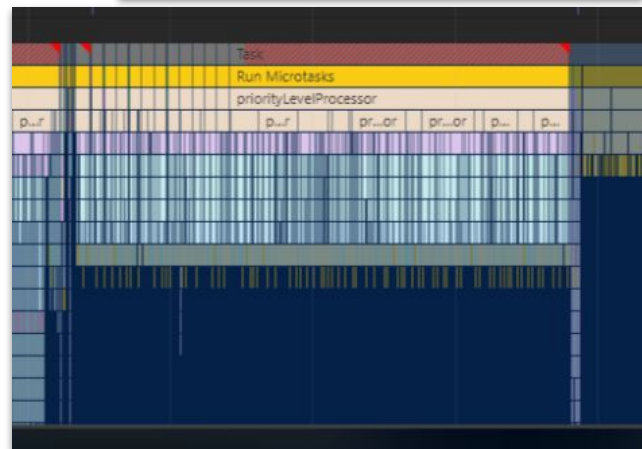 Task
Run Microtasks
priorityLevelProcessor
p...r p...r pr...or pr...or p... p...